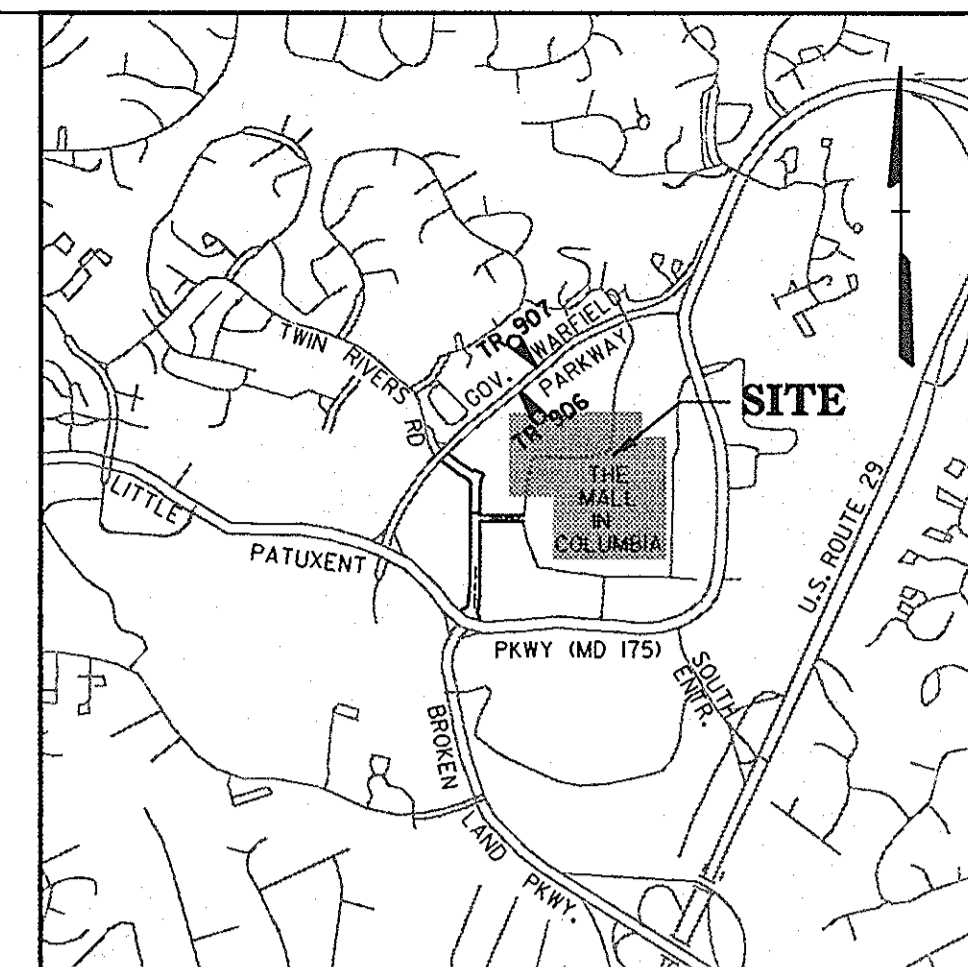 TWIN RIVERS RD
TR 907
GOV. WARFIELD
PARKWAY
TR 906
SITE
THE
MALL
IN
COLUMBIA
LITTLE
PATUXENT
PKWY (MD 175)
U.S. ROUTE 29
SOUTH
ENTR.
BROKEN
LAND
PKWY.